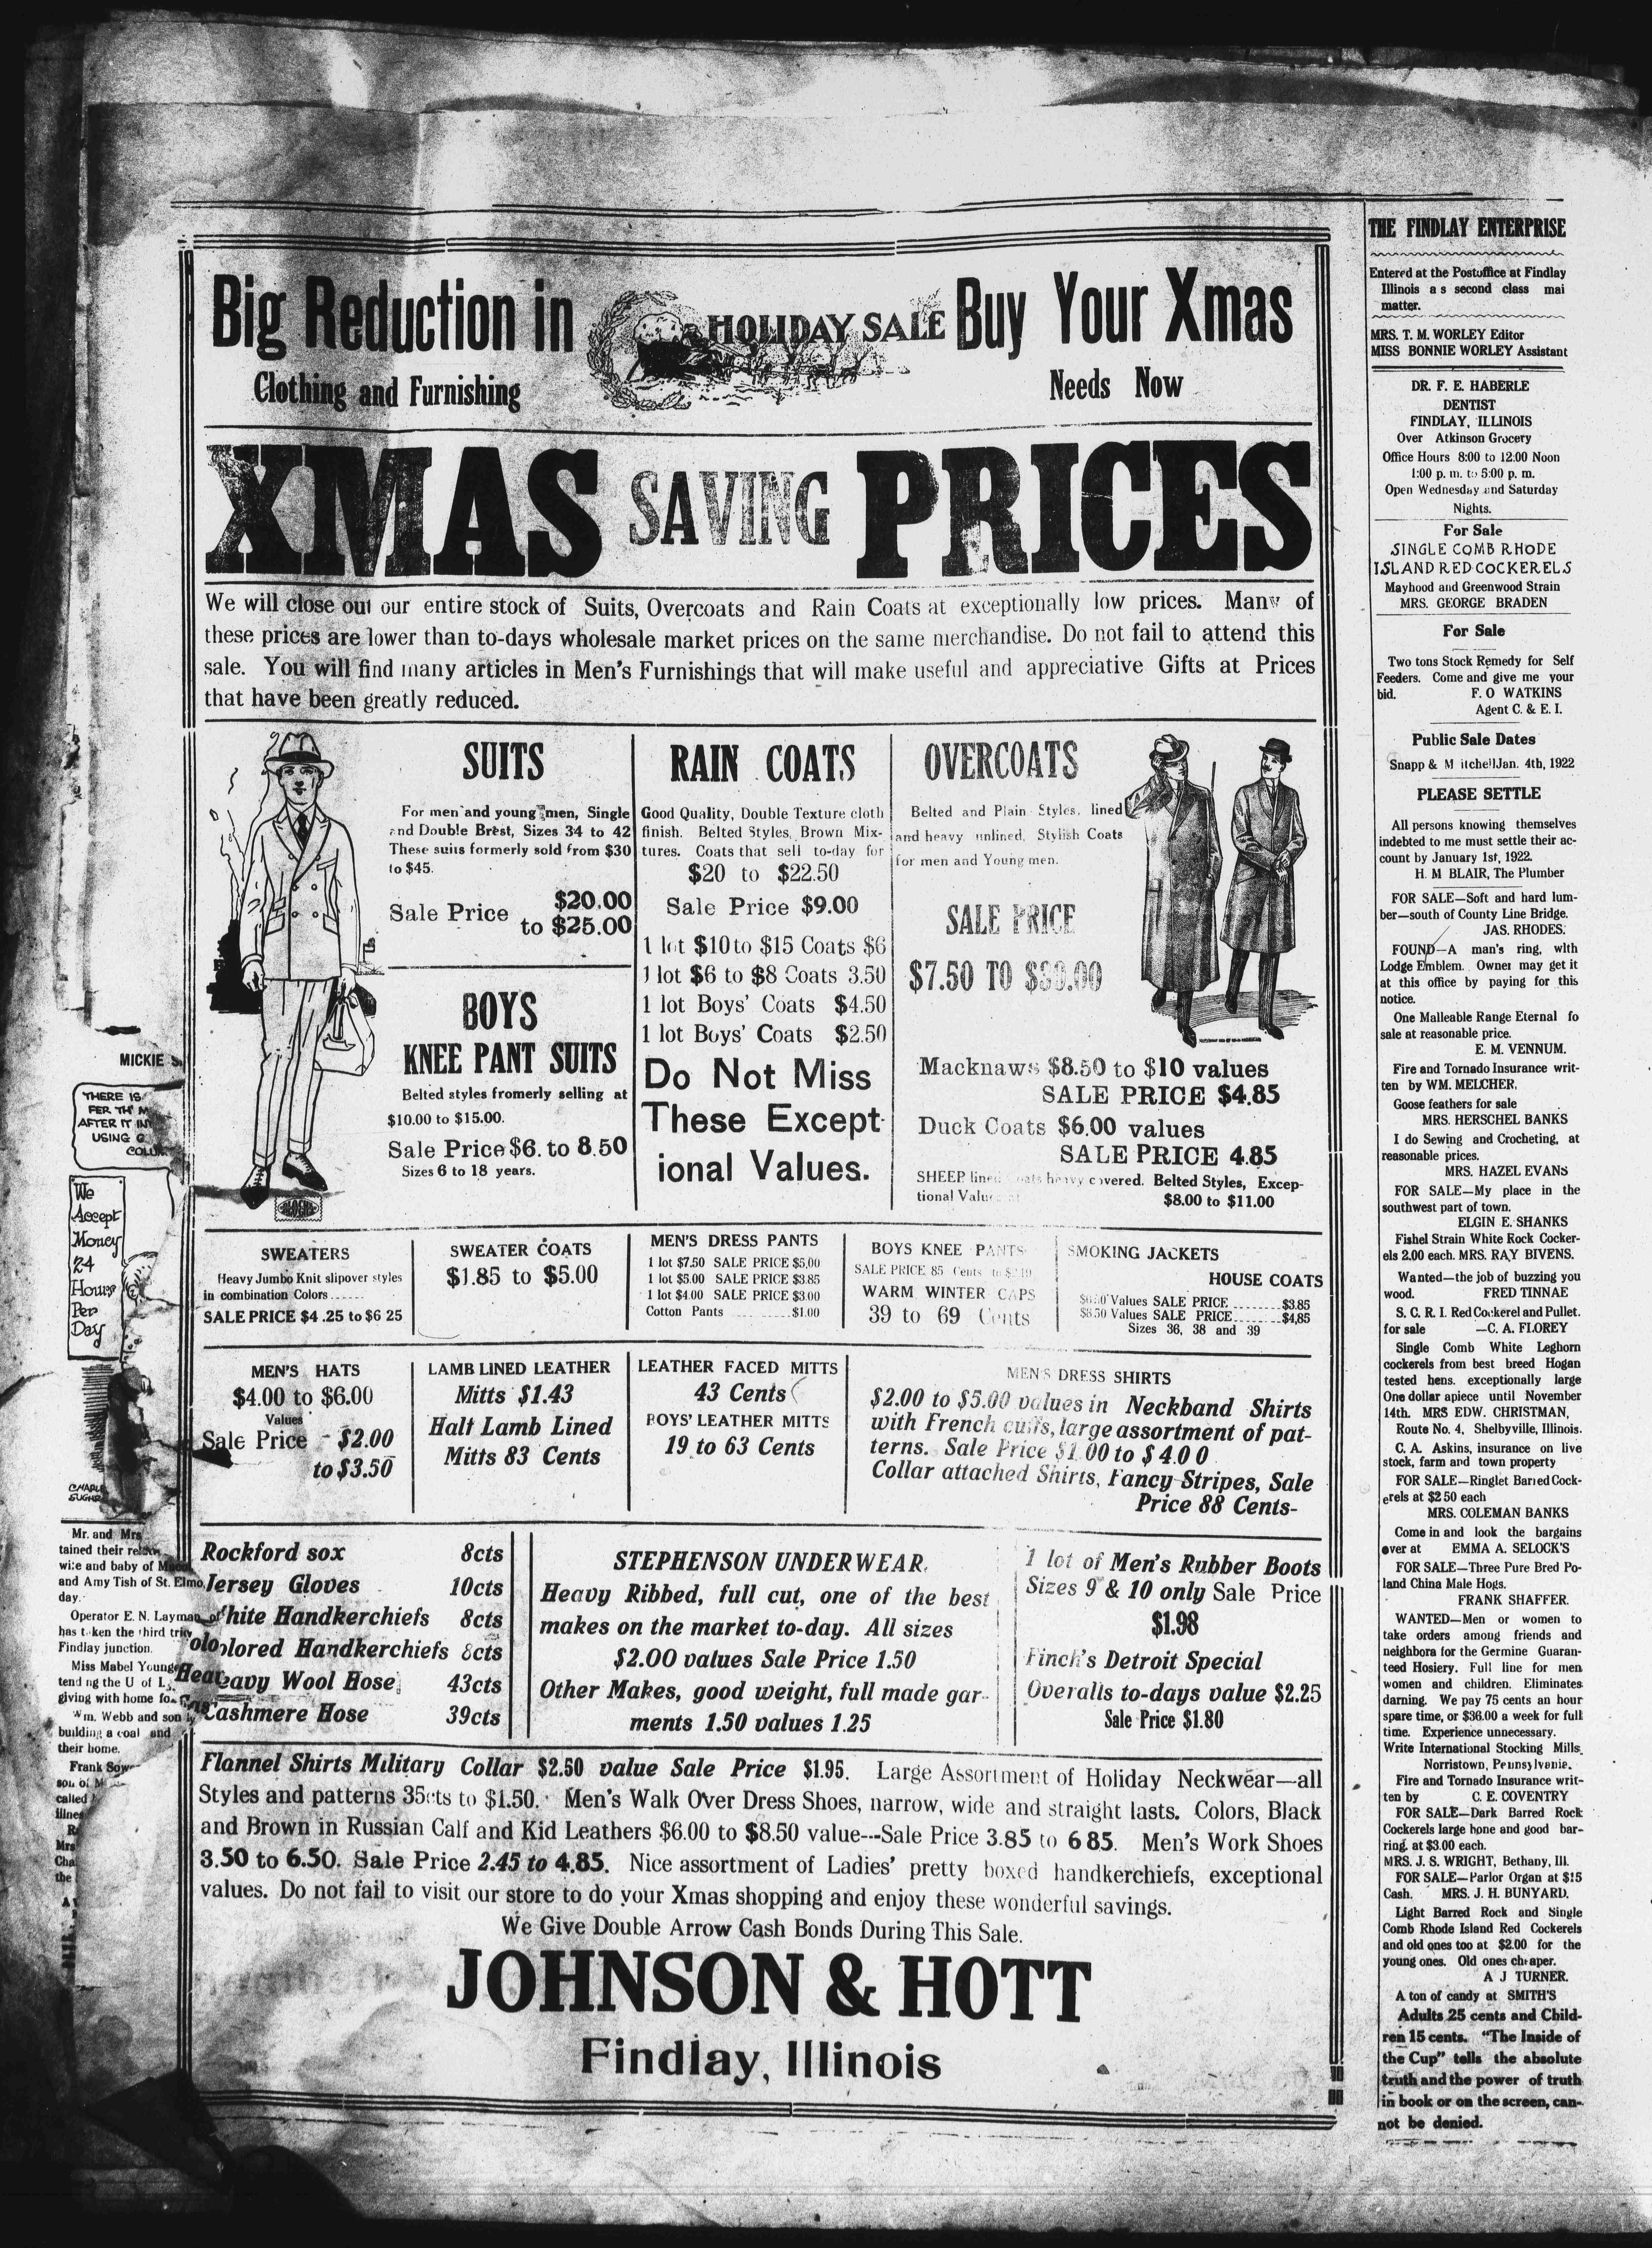 Big Reduction in
Clothing and Furnishing
HOLIDAY SALE
Buy Your Xmas
Needs Now
XMAS SAVING PRICES
We will close out our entire stock of Suits, Overcoats and Rain Coats at exceptionally low prices. Many of
these prices are lower than to-days wholesale market prices on the same merchandise. Do not fail to attend this
sale. You will find many articles in Men's Furnishings that will make useful and appreciative Gifts at Prices
that have been greatly reduced.
SUITS
For men and young men, Single
and Double Brest, Sizes 34 to 42
These suits formerly sold from $30
to $45.
Sale Price $20.00
to $25.00
BOYS
KNEE PANT SUITS
Belted styles fromerly selling at
$10.00 to $15.00.
Sale Price $6. to 8.50
Sizes 6 to 18 years.
RAIN COATS
Good Quality, Double Texture cloth
finish. Belted Styles, Brown Mix-
tures. Coats that sell to-day for
$20 to $22.50
Sale Price $9.00
1 lot $10 to $15 Coats $6
1 lot $6 to $8 Coats 3.50
1 lot Boys' Coats $4.50
1 lot Boys' Coats $2.50
Do Not Miss
These Except-
ional Values.
OVERCOATS
Belted and Plain Styles, lined
and heavy unlined, Stylish Coats
for men and Young men.
SALE PRICE
$7.50 TO
Macknaws $8.50 to $10 values
SALE PRICE $4.85
Duck Coats $6.00 values
SALE PRICE 4.85
SHEEP lined Coats heavy covered. Belted Styles, Excep-
tional Values at $8.00 to $11.00
SWEATERS
Heavy Jumbo Knit slipover styles
in combination Colors......
SALE PRICE $4.25 to $6 25
SWEATER COATS
$1.85 to $5.00
MEN'S DRESS PANTS
1 lot $7.50 SALE PRICE $5.00
1 lot $5.00 SALE PRICE $3.85
1 lot $4.00 SALE PRICE $3.00
Cotton Pants .... ......$1.00
BOYS KNEE PANTS
SALE PRICE 85 Cents to
WARM WINTER CAPS
39 to 69 Cents
SMOKING JACKETS
HOUSE COATS
Values SALE PRICE ........$3.85
$8.50 Values SALE PRICE........$4,85
Sizes 36, 38 and 39
MEN'S HATS
$4.00 to $6.00
Values
Sale Price - $2.00
to $3.50
LAMB LINED LEATHER
Mitts $1.43
Halt Lamb Lined
Mitts 83 Cents
LEATHER FACED MITTS
43 Cents
BOYS' LEATHER MITTS
19 to 63 Cents
MEN'S DRESS SHIRTS
$2.00 to $5.00 values in Neckband Shirts
with French cuffs, large assortment of pat-
terns. Sale Price $1.00 to $4.00
Collar attached Shirts, Fancy Stripes, Sale
Price 88 Cents-
Rockford sox 8cts
Jersey Gloves 10cts
White Handkerchiefs 8cts
Colored Handkerchiefs 8cts
Heavy Wool Hose 43cts
Cashmere Hose 39cts
STEPHENSON UNDERWEAR.
Heavy Ribbed, full cut, one of the best
makes on the market to-day. All sizes
$2.00 values Sale Price 1.50
Other Makes, good weight, full made gar-
ments 1.50 values 1.25
1 lot of Men's Rubber Boots
Sizes 9 & 10 only Sale Price
$1.98
Finch's Detroit Special
Overalls to-days value $2.25
Sale Price $1.80
Flannel Shirts Military Collar $2.50 value Sale Price $1.95. Large Assortment of Holiday Neckwear—all
Styles and patterns 35cts to $1.50. Men's Walk Over Dress Shoes, narrow, wide and straight lasts. Colors, Black
and Brown in Russian Calf and Kid Leathers $6.00 to $8.50 value---Sale Price 3.85 to 6 85. Men's Work Shoes
3.50 to 6.50. Sale Price 2.45 to 4.85. Nice assortment of Ladies' pretty boxed handkerchiefs, exceptional
values. Do not fail to visit our store to do your Xmas shopping and enjoy these wonderful savings.
We Give Double Arrow Cash Bonds During This Sale.
JOHNSON & HOTT
Findlay, Illinois
MICKIE
THERE IS
FER TH'
AFTER IT
USING
We
Accept
Money
24
Hours
Per
Day
Mr. and Mrs
tained their
wife and baby of
and Amy Tish of St. Elmo,
day.
Operator E. N. Layman
has taken the third
Findlay junction.
Miss Mabel
tending the U of I.,
giving with home
Wm. Webb and son
building a coal and
their home.
Frank
son of
called
Mrs
the
THE FINDLAY ENTERPRISE
Entered at the Postoffice at Findlay
Illinois a s second class mai
matter.
MRS. T. M. WORLEY Editor
MISS BONNIE WORLEY Assistant
DR. F. E. HABERLE
DENTIST
FINDLAY, ILLINOIS
Over Atkinson Grocery
Office Hours 8:00 to 12:00 Noon
1:00 p. m. to 5:00 p. m.
Open Wednesday and Saturday
Nights.
For Sale
SINGLE COMB RHODE
ISLAND RED COCKERELS
Mayhood and Greenwood Strain
MRS. GEORGE BRADEN
For Sale
Two tons Stock Remedy for Self
Feeders. Come and give me your
bid. F. O WATKINS
Agent C. & E. I.
Public Sale Dates
Snapp & M itchell Jan. 4th, 1922
PLEASE SETTLE
All persons knowing themselves
indebted to me must settle their ac-
count by January 1st, 1922.
H. M BLAIR, The Plumber
FOR SALE—Soft and hard lum-
ber—south of County Line Bridge.
JAS. RHODES.
FOUND—A man's ring, with
Lodge Emblem. Owner may get it
at this office by paying for this
notice.
One Malleable Range Eternal fo
sale at reasonable price.
E. M. VENNUM.
Fire and Tornado Insurance writ-
ten by WM. MELCHER.
Goose feathers for sale
MRS. HERSCHEL BANKS
I do Sewing and Crocheting, at
reasonable prices.
MRS. HAZEL EVANS
FOR SALE—My place in the
southwest part of town.
ELGIN E. SHANKS
Fishel Strain White Rock Cocker-
els 2.00 each. MRS. RAY BIVENS.
Wanted—the job of buzzing you
wood. FRED TINNAE
S. C. R. I. Red Cockerel and Pullet.
for sale —C. A. FLOREY
Single Comb White Leghorn
cockerels from best breed Hogan
tested hens. exceptionally large
One dollar apiece until November
14th. MRS EDW. CHRISTMAN,
Route No. 4, Shelbyville, Illinois.
C. A. Askins, insurance on live
stock, farm and town property
FOR SALE—Ringlet Barred Cock-
erels at $2 50 each
MRS. COLEMAN BANKS
Come in and look the bargains
over at EMMA A. SELOCK'S
FOR SALE—Three Pure Bred Po-
land China Male Hogs.
FRANK SHAFFER.
WANTED—Men or women to
take orders among friends and
neighbors for the Germine Guaran-
teed Hosiery. Full line for men
women and children. Eliminates
darning. We pay 75 cents an hour
spare time, or $36.00 a week for full
time. Experience unnecessary.
Write International Stocking Mills,
Norristown, Pennsylvania.
Fire and Tornado Insurance writ-
ten by C. E. COVENTRY
FOR SALE—Dark Barred Rock
Cockerels large bone and good bar-
ring. at $3.00 each.
MRS. J. S. WRIGHT, Bethany, Ill.
FOR SALE—Parlor Organ at $15
Cash. MRS. J. H. BUNYARD.
Light Barred Rock and Single
Comb Rhode Island Red Cockerels
and old ones too at $2.00 for the
young ones. Old ones cheaper.
A J TURNER.
A ton of candy at SMITH'S
Adults 25 cents and Child-
ren 15 cents. "The Inside of
the Cup" tells the absolute
truth and the power of truth
in book or on the screen, can-
not be denied.